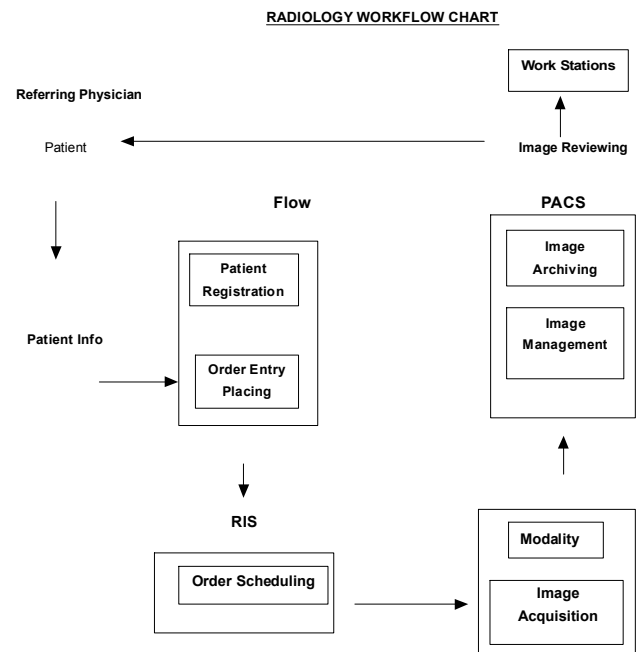 RADIOLOGY WORKFLOW CHART
Work Stations
Referring Physician
Patient
Image Reviewing
Flow
PACS
Patient
Registration
Image
Archiving
Patient Info
Image
Management
Order Entry
Placing
RIS
Order Scheduling
Modality
Image
Acquisition